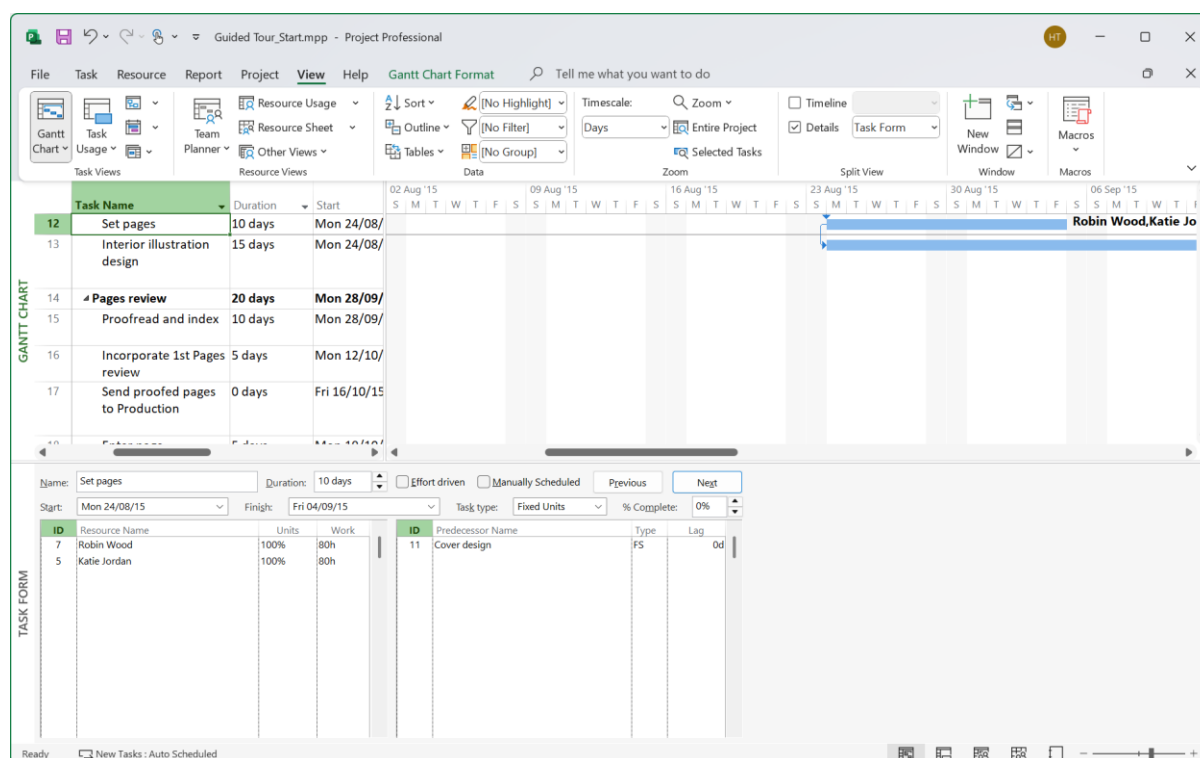 Guided Tour_Start.mpp - Project Professional
HT
File Task Resource Report Project View Help Gantt Chart Format Tell me what you want to do
Gantt Chart
Task Usage
Task Views
Team Planner
Resource Usage
Resource Sheet
Other Views
Resource Views
Sort
Outline
Tables
[No Highlight]
[No Filter]
[No Group]
Data
Timescale:
Days
Zoom
Entire Project
Selected Tasks
Zoom
Timeline
Details Task Form
Split View
New Window
Window
Macros
Macros
02 Aug '15 09 Aug '15 16 Aug '15 23 Aug '15 30 Aug '15 06 Sep '15
Task Name Duration Start
S M T W T F S S M T W T F S S M T W T F S S M T W T F S S M T W T F S S M T W T F
12 Set pages 10 days Mon 24/08/ Robin Wood,Katie Jo
13 Interior illustration 15 days Mon 24/08/
design
14 Pages review 20 days Mon 28/09/
15 Proofread and index 10 days Mon 28/09/
16 Incorporate 1st Pages 5 days Mon 12/10/
review
17 Send proofed pages 0 days Fri 16/10/15
to Production
GANTT CHART
Name: Set pages Duration: 10 days Effort driven Manually Scheduled Previous Next
Start: Mon 24/08/15 Finish: Fri 04/09/15 Task type: Fixed Units % Complete: 0%
ID Resource Name Units Work ID Predecessor Name Type Lag
7 Robin Wood 100% 80h 11 Cover design FS 0d
5 Katie Jordan 100% 80h
TASK FORM
Ready New Tasks : Auto Scheduled